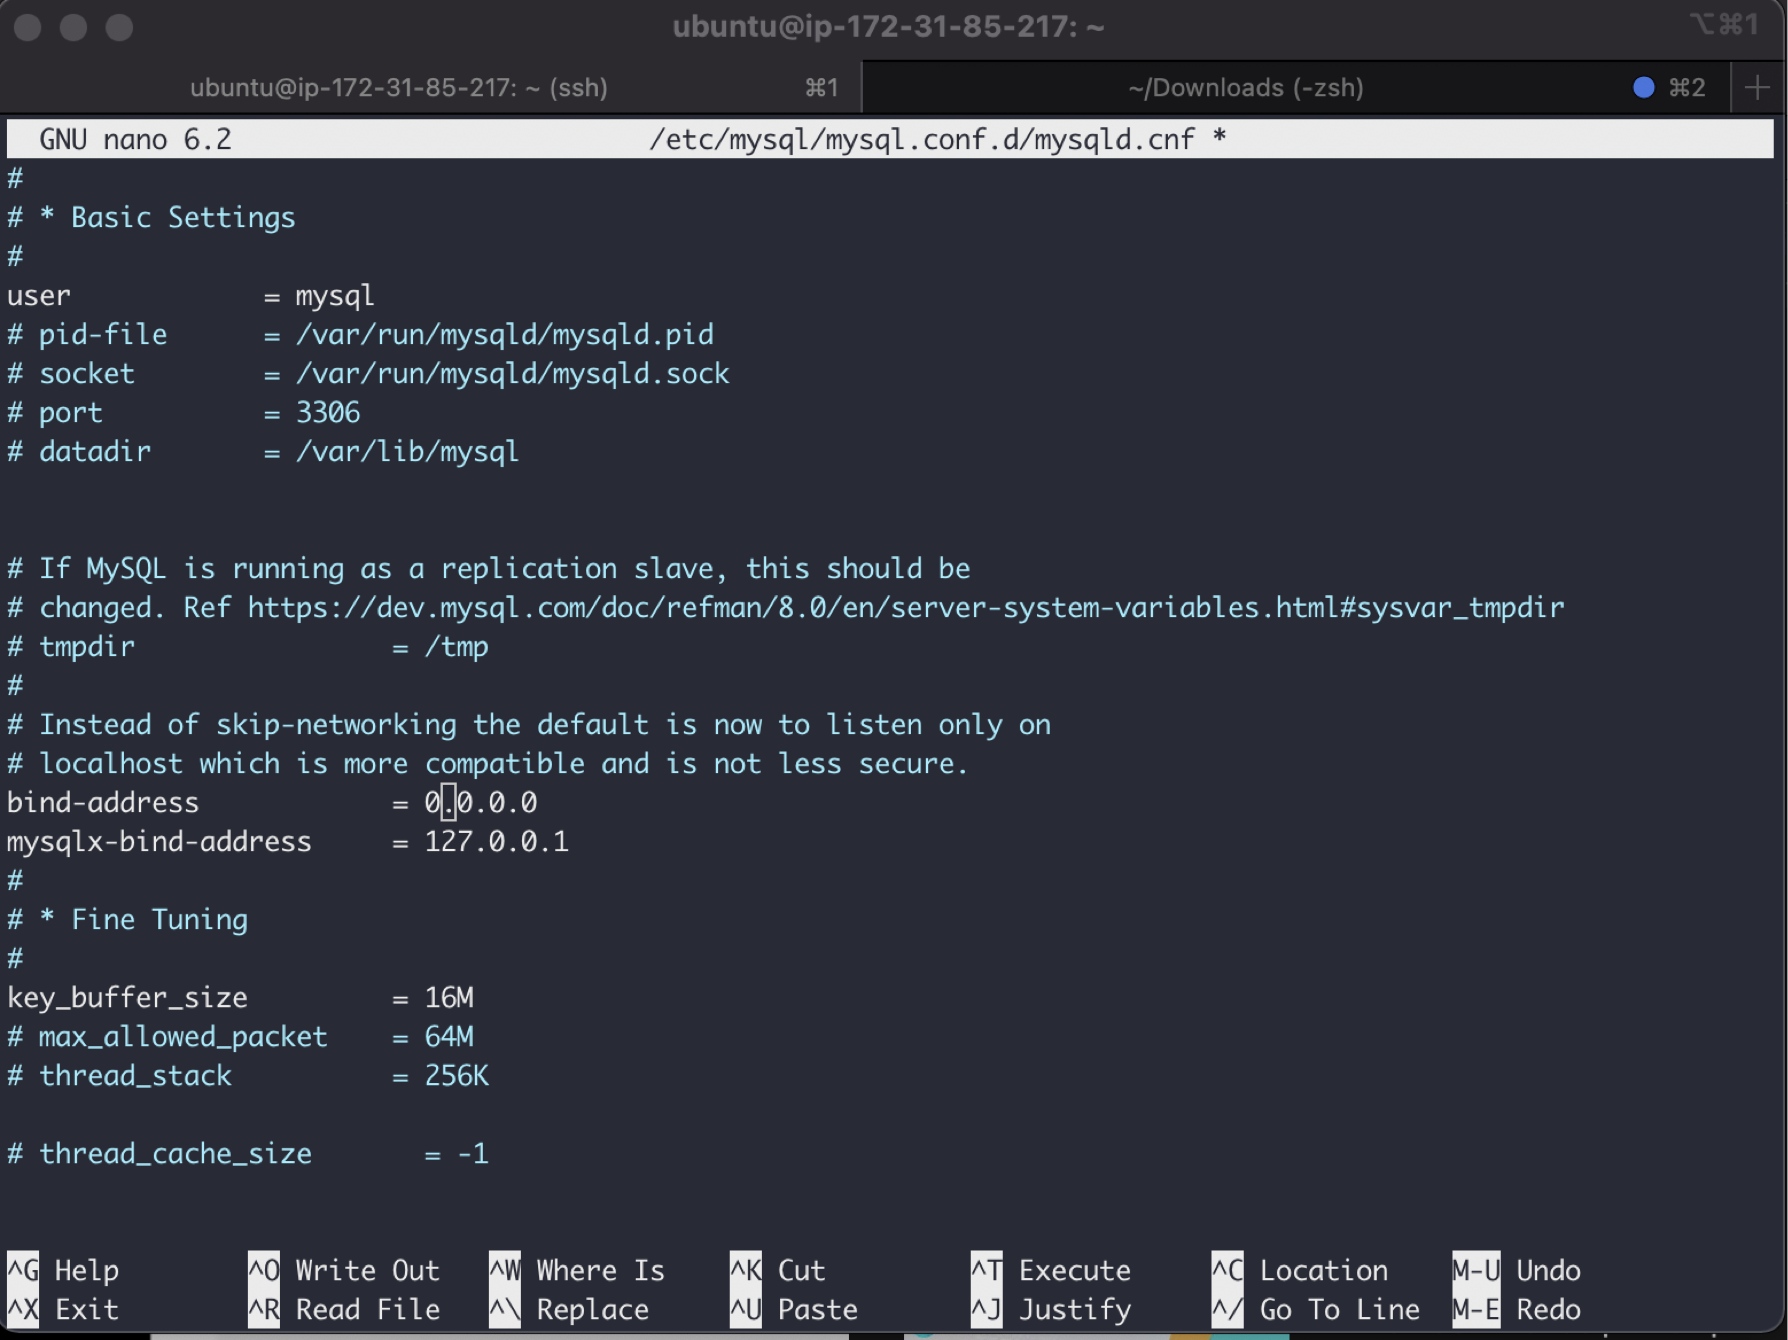 ubuntu@ip-172-31-85-217: ~
⌥⌘1
ubuntu@ip-172-31-85-217: ~ (ssh) ⌘1
~/Downloads (-zsh) ⌘2 +
GNU nano 6.2 /etc/mysql/mysql.conf.d/mysqld.cnf *
#
# * Basic Settings
#
user = mysql
# pid-file = /var/run/mysqld/mysqld.pid
# socket = /var/run/mysqld/mysqld.sock
# port = 3306
# datadir = /var/lib/mysql
# If MySQL is running as a replication slave, this should be
# changed. Ref https://dev.mysql.com/doc/refman/8.0/en/server-system-variables.html#sysvar_tmpdir
# tmpdir = /tmp
#
# Instead of skip-networking the default is now to listen only on
# localhost which is more compatible and is not less secure.
bind-address = 0.0.0.0
mysqlx-bind-address = 127.0.0.1
#
# * Fine Tuning
#
key_buffer_size = 16M
# max_allowed_packet = 64M
# thread_stack = 256K
# thread_cache_size = -1
^G Help ^O Write Out ^W Where Is ^K Cut ^T Execute ^C Location M-U Undo
^X Exit ^R Read File ^\ Replace ^U Paste ^J Justify ^/ Go To Line M-E Redo